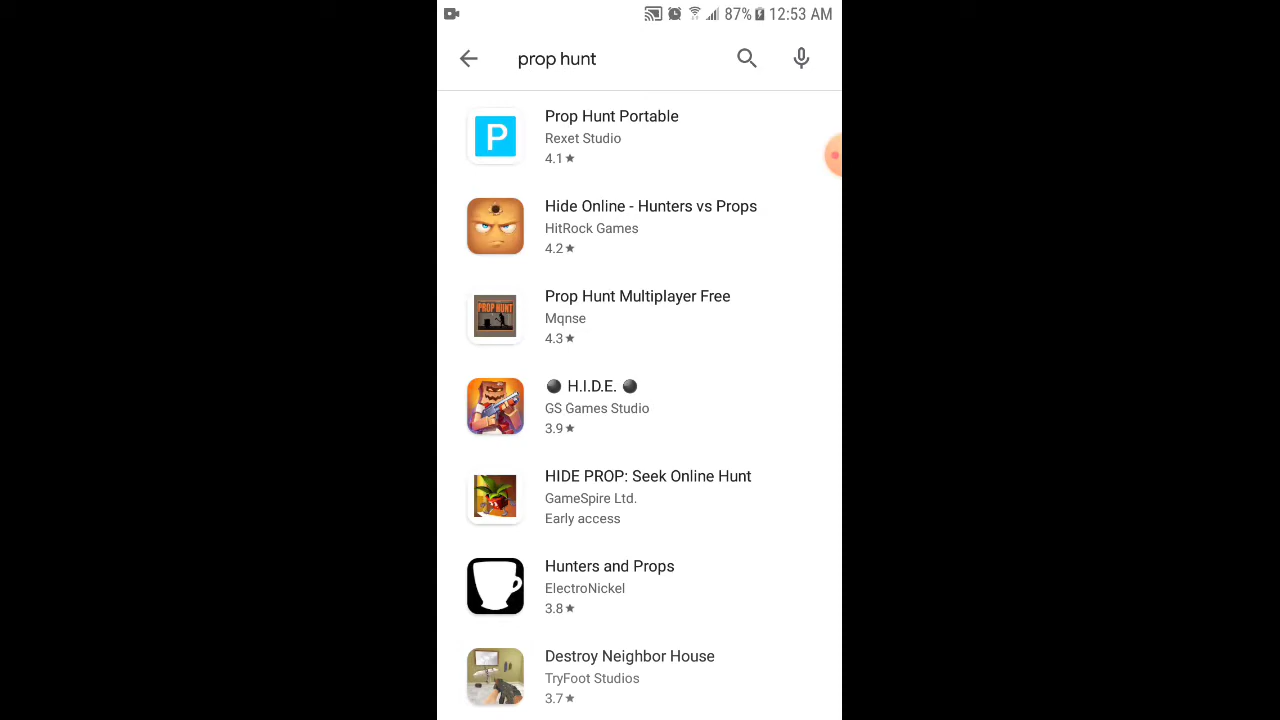 87% 12:53 AM
prop hunt
P
Prop Hunt Portable
Rexet Studio
4.1★
Hide Online - Hunters vs Props
HitRock Games
4.2★
PROP HUNT
Prop Hunt Multiplayer Free
Mqnse
4.3★
⚫ H.I.D.E. ⚫
GS Games Studio
3.9★
HIDE PROP: Seek Online Hunt
GameSpire Ltd.
Early access
Hunters and Props
ElectroNickel
3.8★
Destroy Neighbor House
TryFoot Studios
3.7★